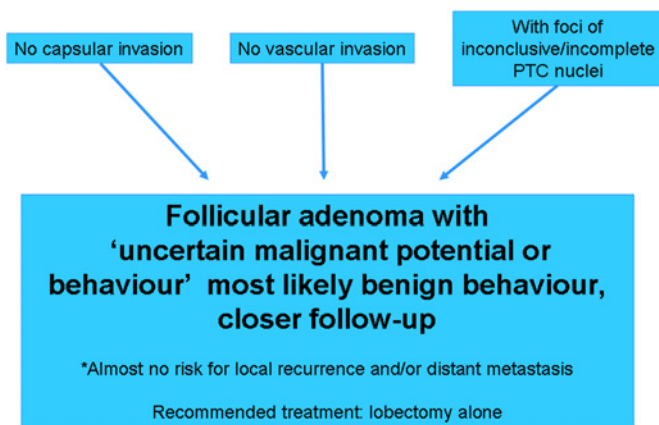 No capsular invasion
No vascular invasion
With foci of
inconclusive/incomplete
PTC nuclei
Follicular adenoma with
‘uncertain malignant potential or
behaviour’ most likely benign behaviour,
closer follow-up
*Almost no risk for local recurrence and/or distant metastasis
Recommended treatment: lobectomy alone